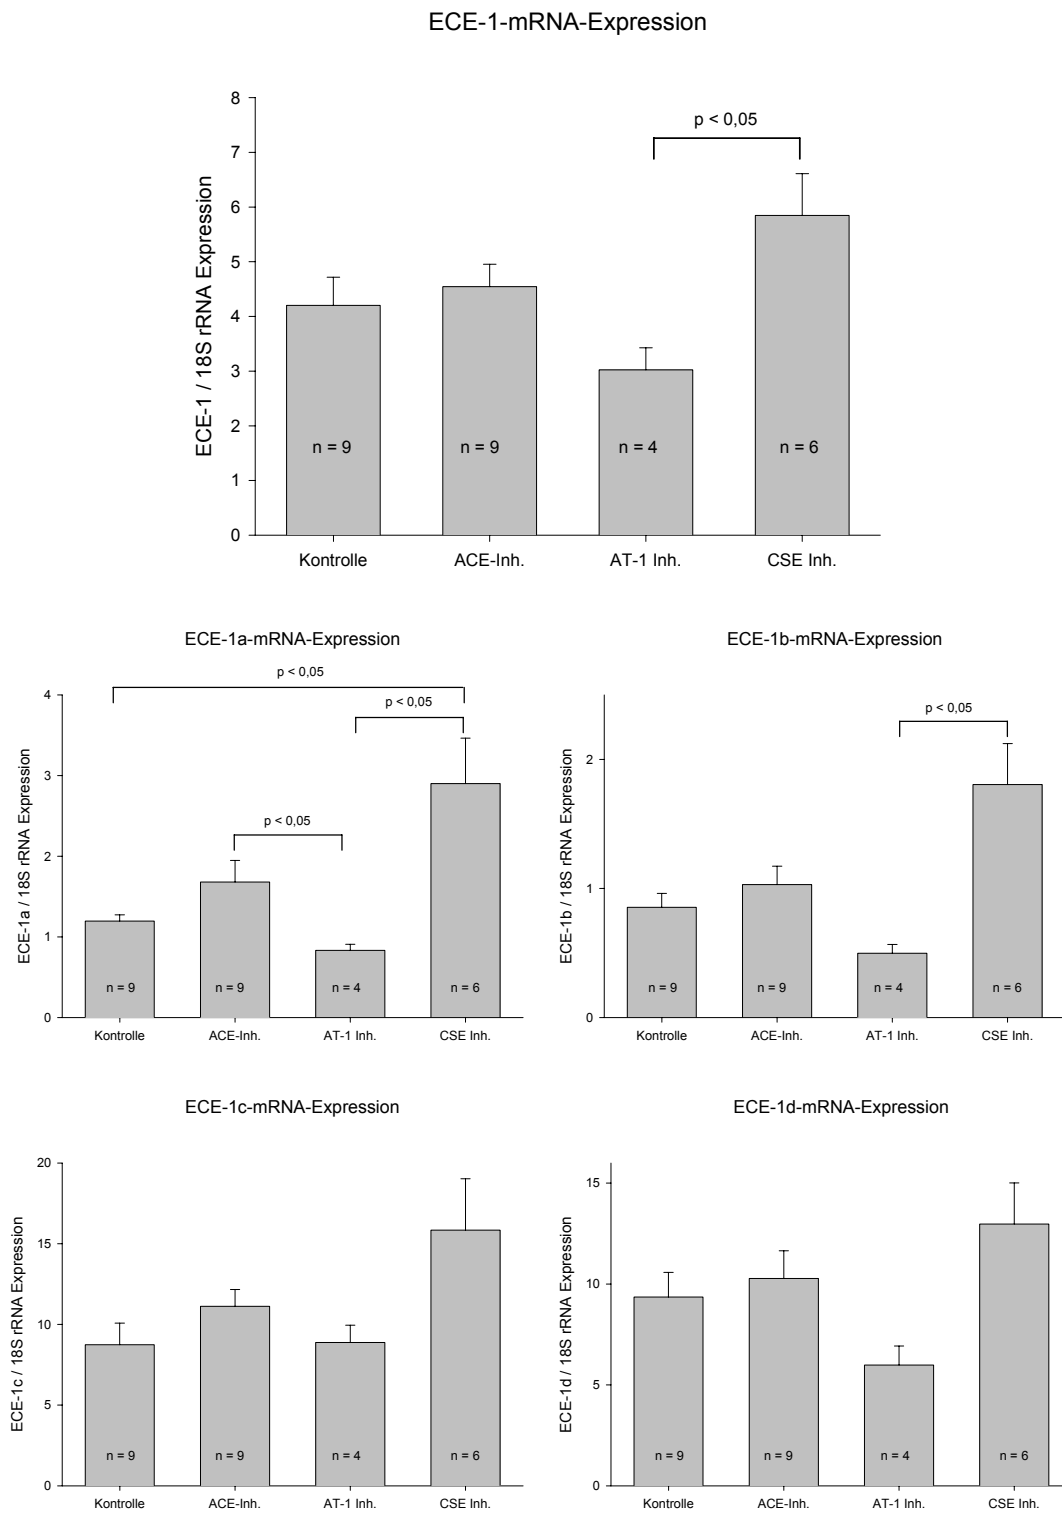 ECE-1-mRNA-Expression
p < 0,05
ECE-1 / 18S rRNA Expression
8
7
6
5
4
3
2
1
0
n = 9
n = 9
n = 4
n = 6
Kontrolle
ACE-Inh.
AT-1 Inh.
CSE Inh.
ECE-1a-mRNA-Expression
p < 0,05
p < 0,05
p < 0,05
ECE-1a / 18S rRNA Expression
4
3
2
1
0
n = 9
n = 9
n = 4
n = 6
Kontrolle
ACE-Inh.
AT-1 Inh.
CSE Inh.
ECE-1b-mRNA-Expression
p < 0,05
ECE-1b / 18S rRNA Expression
2
1
0
n = 9
n = 9
n = 4
n = 6
Kontrolle
ACE-Inh.
AT-1 Inh.
CSE Inh.
ECE-1c-mRNA-Expression
ECE-1c / 18S rRNA Expression
20
15
10
5
0
n = 9
n = 9
n = 4
n = 6
Kontrolle
ACE-Inh.
AT-1 Inh.
CSE Inh.
ECE-1d-mRNA-Expression
ECE-1d / 18S rRNA Expression
15
10
5
0
n = 9
n = 9
n = 4
n = 6
Kontrolle
ACE-Inh.
AT-1 Inh.
CSE Inh.